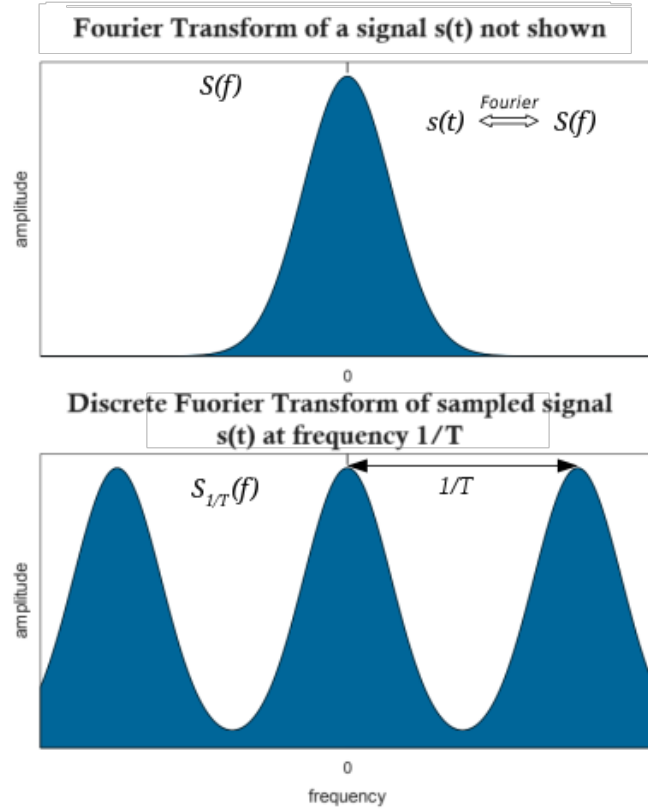 Fourier Transform of a signal s(t) not shown
S(f)
Fourier
s(t) ⟺ S(f)
amplitude
0
Discrete Fuorier Transform of sampled signal
s(t) at frequency 1/T
S1/T(f)
1/T
amplitude
0
frequency